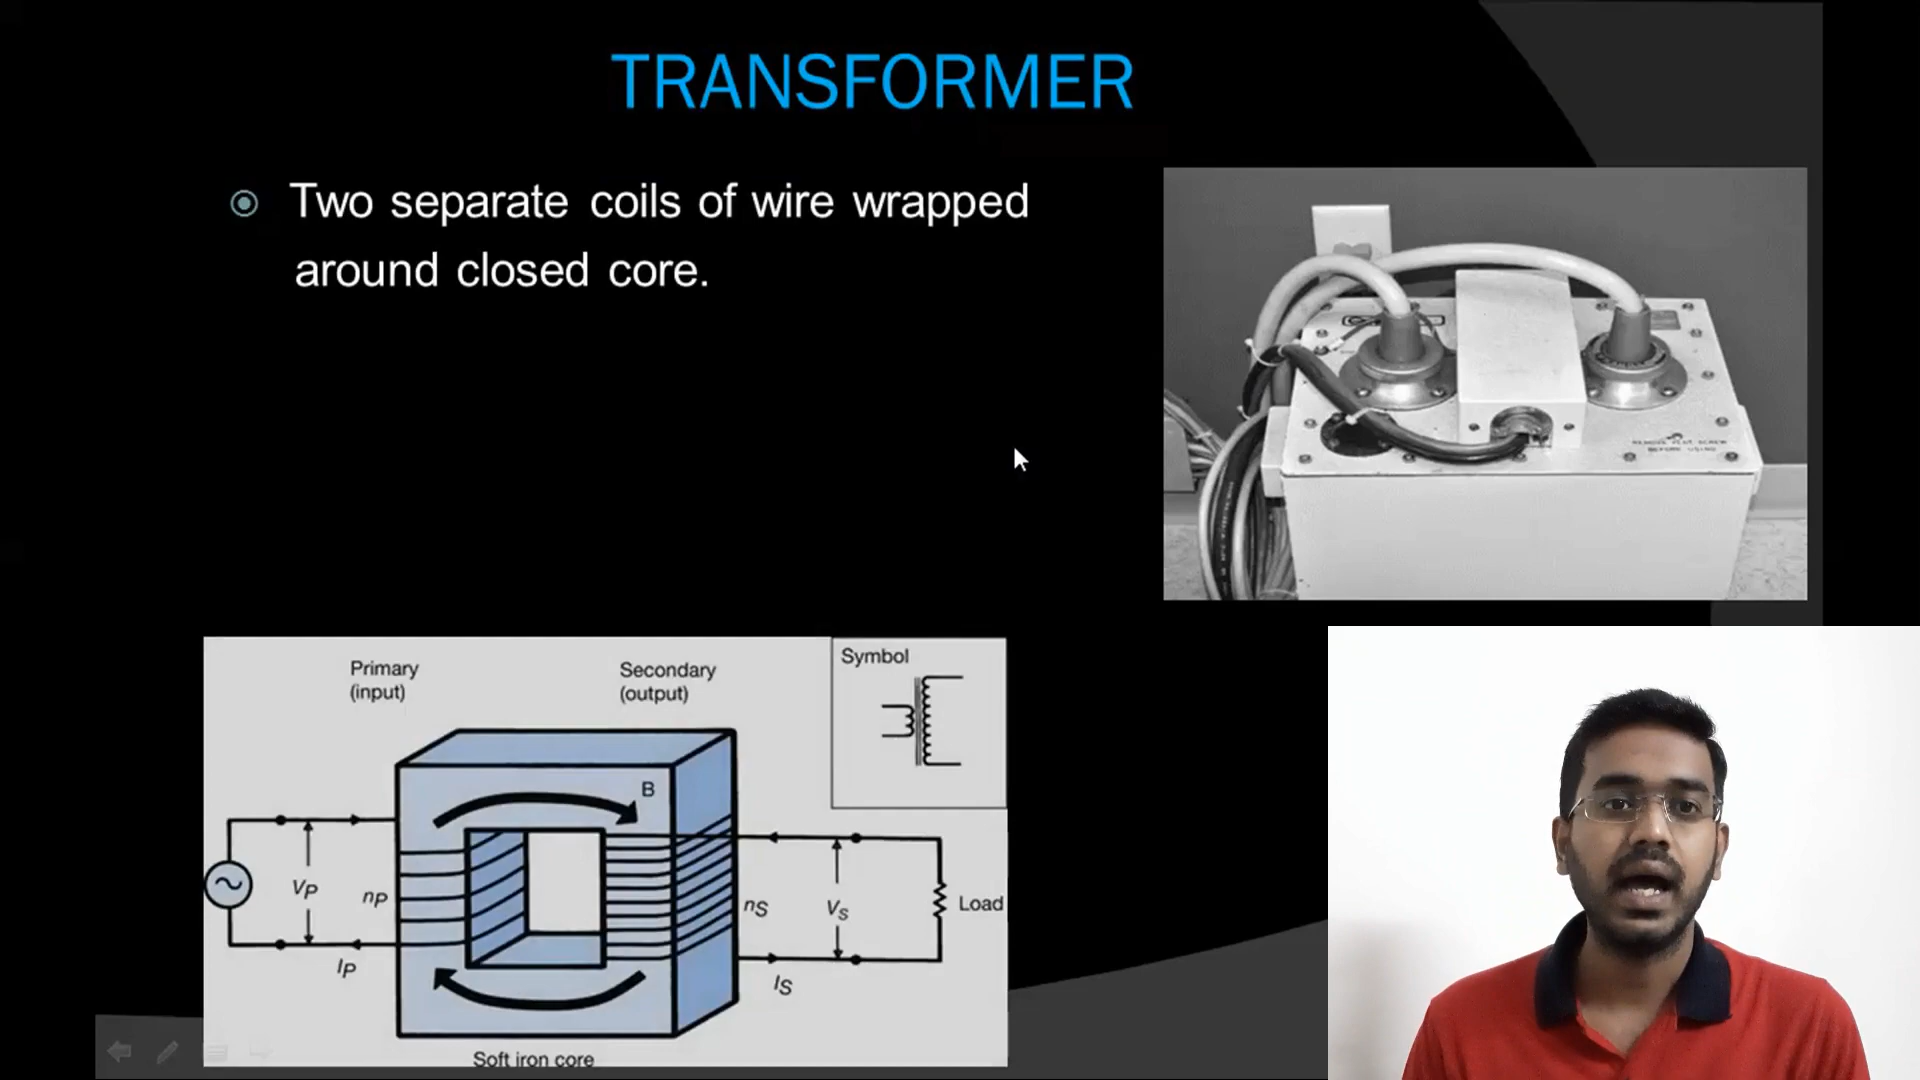 TRANSFORMER
Two separate coils of wire wrapped
around closed core.
Primary
(input)
Secondary
(output)
Symbol
B
VP
nP
nS
VS
Load
IP
IS
Soft iron core